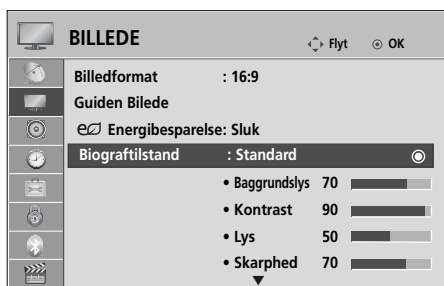 BILLEDE Flyt OK
Billedformat : 16:9
Guiden Bilede
Energibesparelse: Sluk
Biograftilstand : Standard
• Baggrundslys 70
• Kontrast 90
• Lys 50
• Skarphed 70